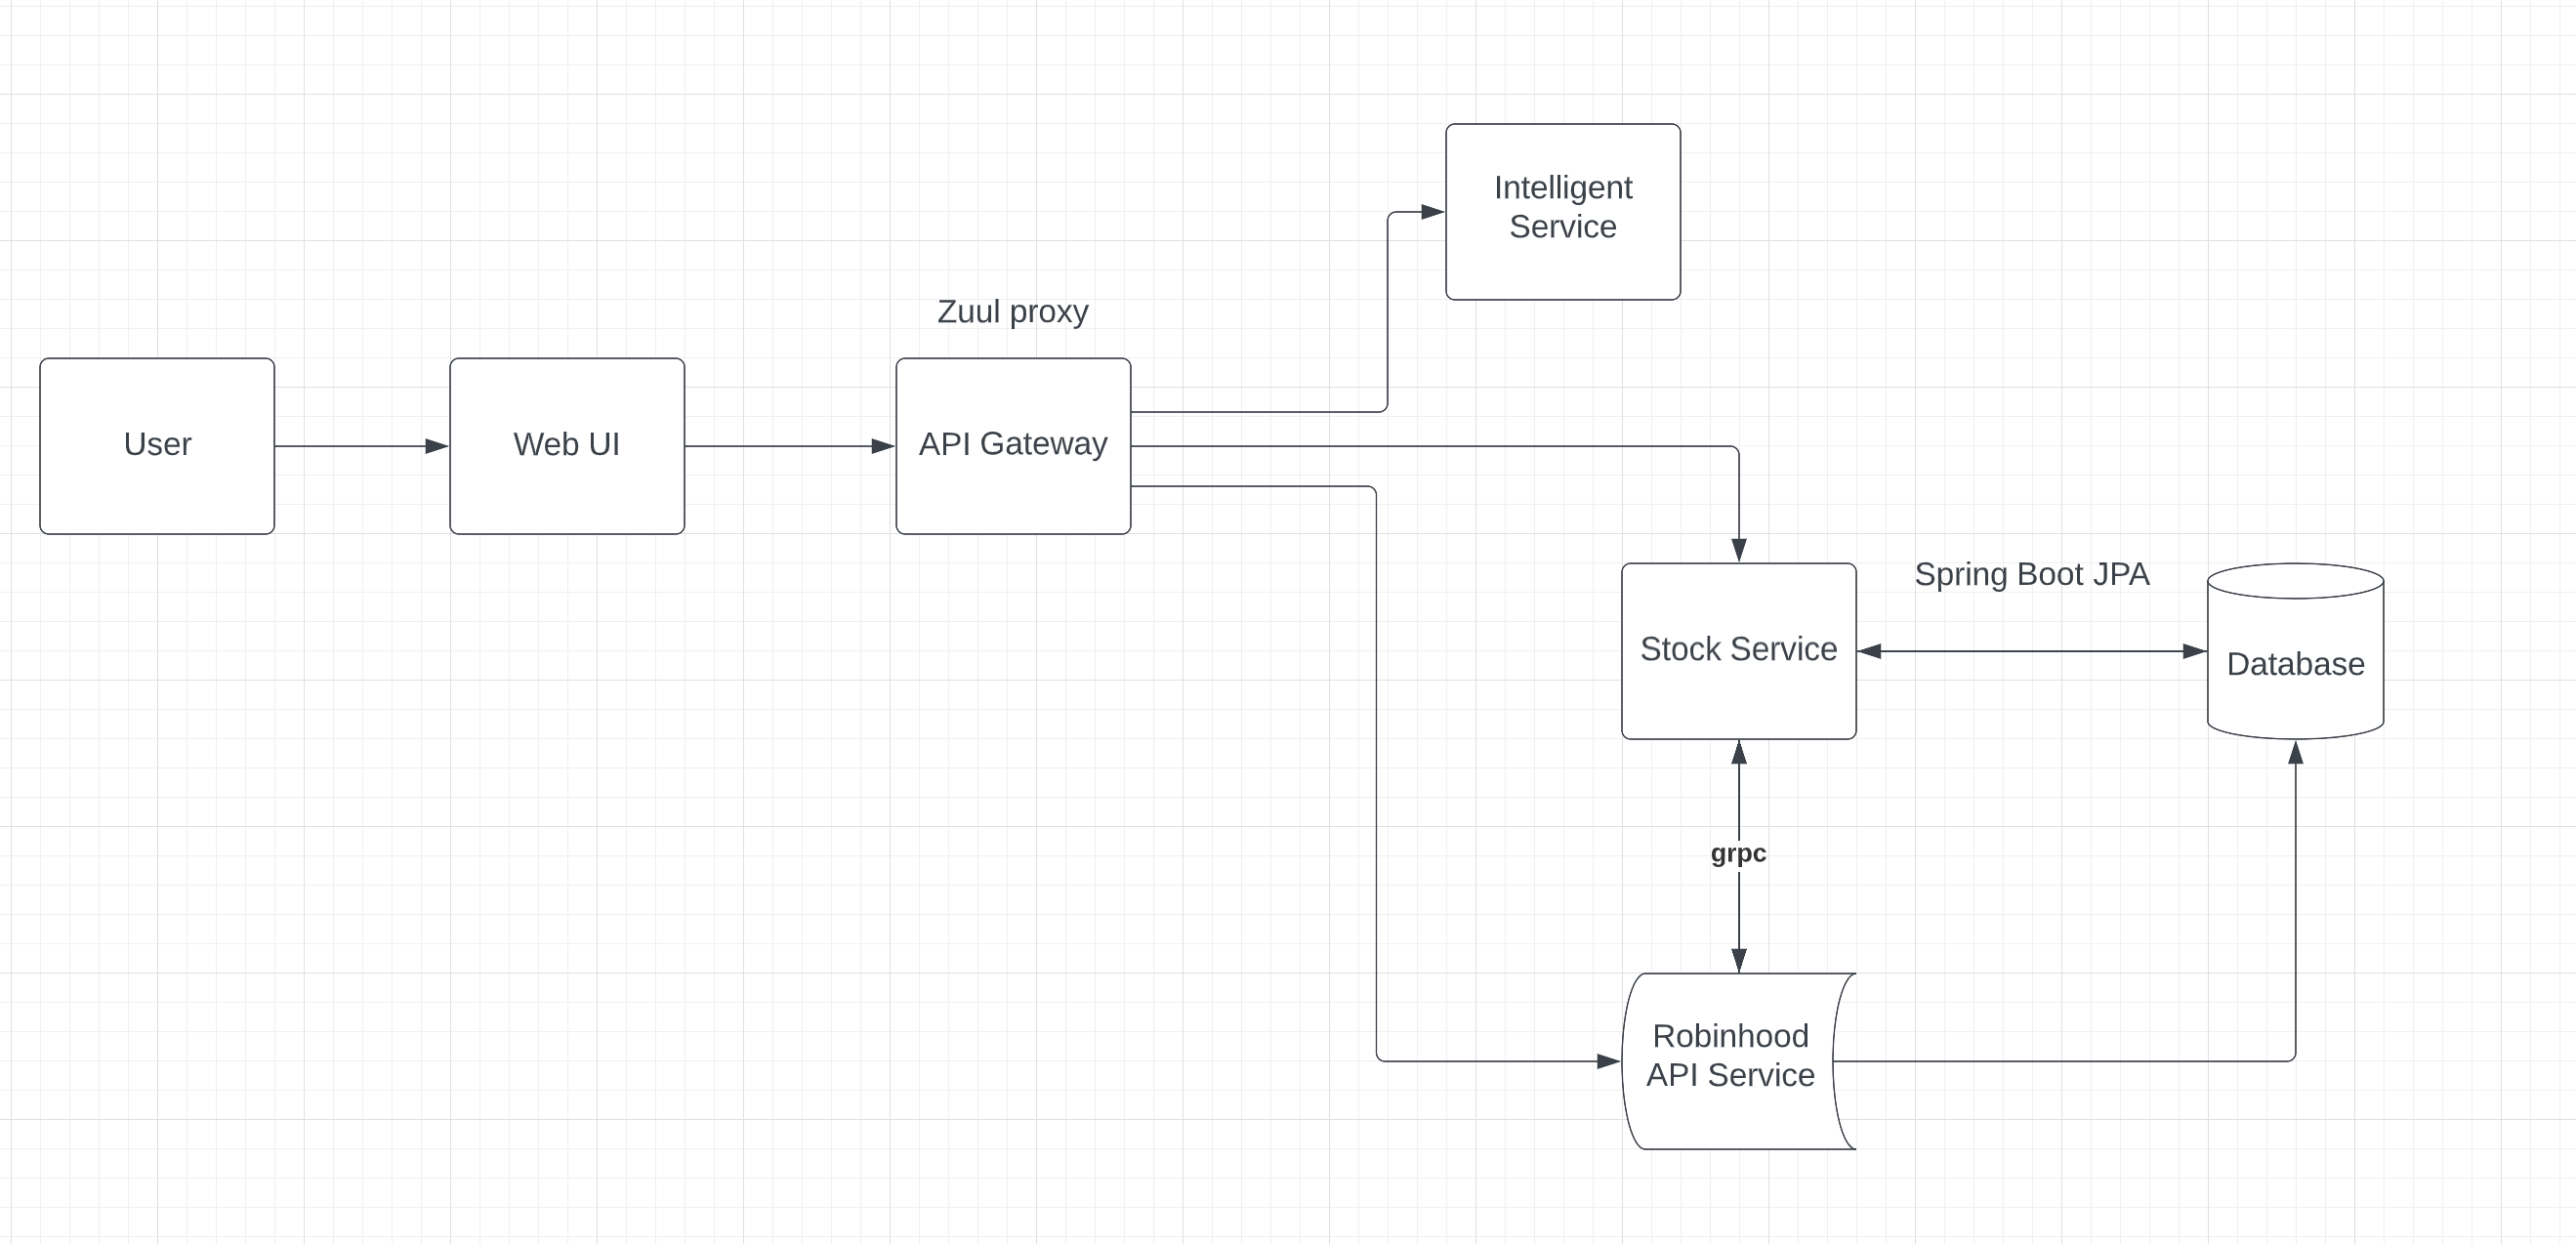 Intelligent
Service
Zuul proxy
User
Web UI
API Gateway
Spring Boot JPA
Stock Service
Database
grpc
Robinhood
API Service